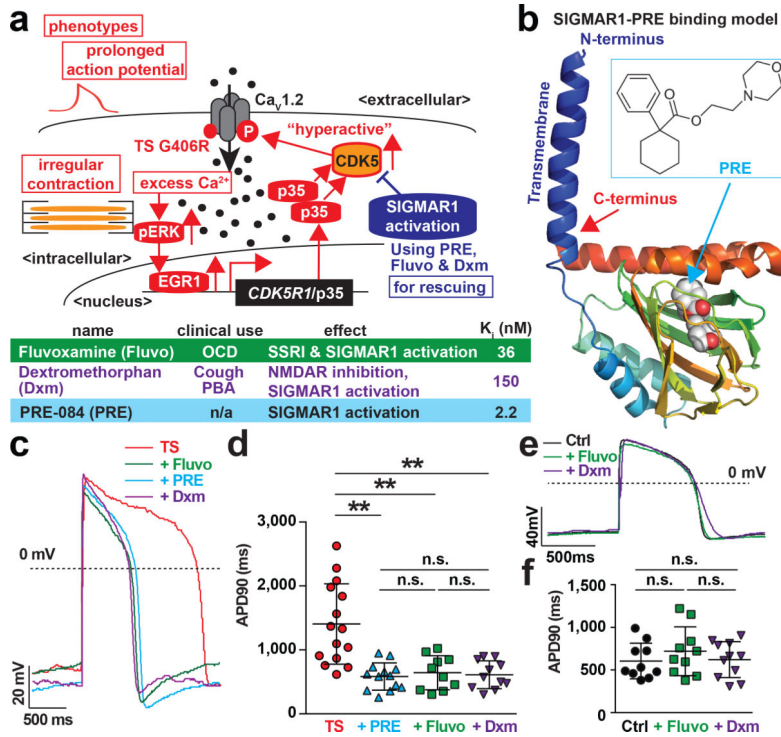 a
phenotypes
prolonged
action potential
Caᵥ1.2
<extracellular>
P
TS G406R
"hyperactive"
CDK5
irregular
contraction
excess Ca²⁺
p35
p35
SIGMAR1
activation
pERK
<intracellular>
Using PRE,
Fluvo & Dxm
for rescuing
EGR1
<nucleus>
CDK5R1/p35
name clinical use effect Kᵢ (nM)
Fluvoxamine (Fluvo) OCD SSRI & SIGMAR1 activation 36
Dextromethorphan (Dxm) Cough PBA NMDAR inhibition, SIGMAR1 activation 150
PRE-084 (PRE) n/a SIGMAR1 activation 2.2
b
SIGMAR1-PRE binding model
N-terminus
Transmembrane
O
N
O
O
PRE
C-terminus
c
TS
+ Fluvo
+ PRE
+ Dxm
0 mV
20 mV
500 ms
d
**
**
**
n.s.
n.s. n.s.
APD90 (ms)
3,000
2,000
1,000
0
TS + PRE + Fluvo + Dxm
e
Ctrl
+ Fluvo
+ Dxm
0 mV
40mV
500ms
f
n.s.
n.s. n.s.
APD90 (ms)
1,500
1,000
500
0
Ctrl + Fluvo + Dxm